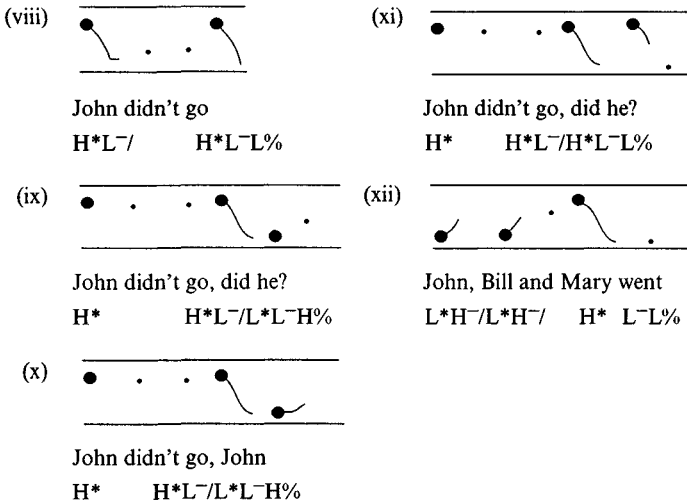 (viii)
John didn't go
H*L⁻/ H*L⁻L%
(ix)
John didn't go, did he?
H* H*L⁻/L*L⁻H%
(x)
John didn't go, John
H* H*L⁻/L*L⁻H%
(xi)
John didn't go, did he?
H* H*L⁻/H*L⁻L%
(xii)
John, Bill and Mary went
L*H⁻/L*H⁻/ H* L⁻L%